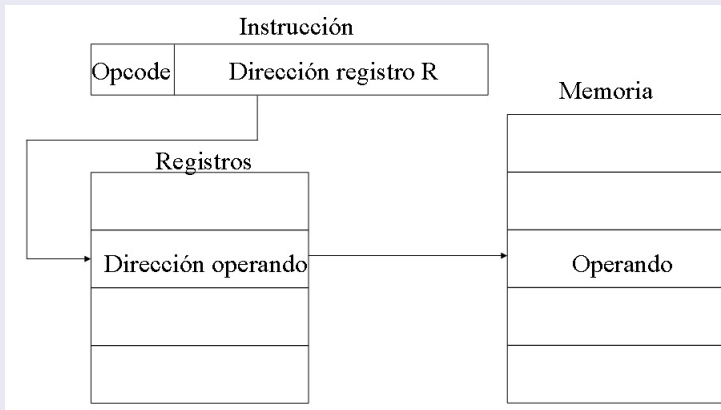 Instrucción
Opcode Dirección registro R
Memoria
Registros
Dirección operando
Operando